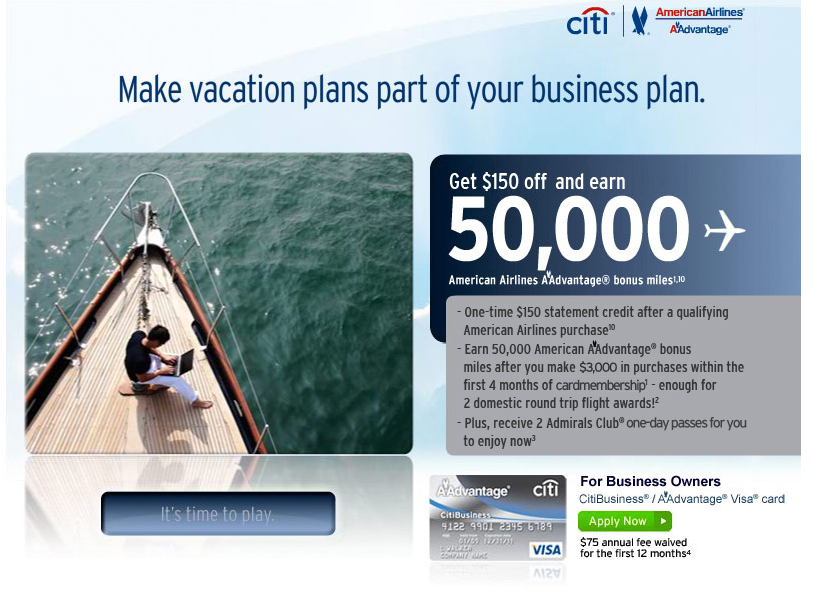 citi® AmericanAirlines®
AAdvantage®
Make vacation plans part of your business plan.
Get $150 off and earn
50,000
American Airlines AAdvantage® bonus miles¹,¹⁰
- One-time $150 statement credit after a qualifying
American Airlines purchase¹⁰
- Earn 50,000 American AAdvantage® bonus
miles after you make $3,000 in purchases within the
first 4 months of cardmembership¹ - enough for
2 domestic round trip flight awards!²
- Plus, receive 2 Admirals Club® one-day passes for you
to enjoy now³
It's time to play.
AAdvantage® citi
CitiBusiness
4122 9901 2345 6789
COMPANY NAME
VISA
For Business Owners
CitiBusiness® / AAdvantage® Visa® card
Apply Now
$75 annual fee waived
for the first 12 months⁴